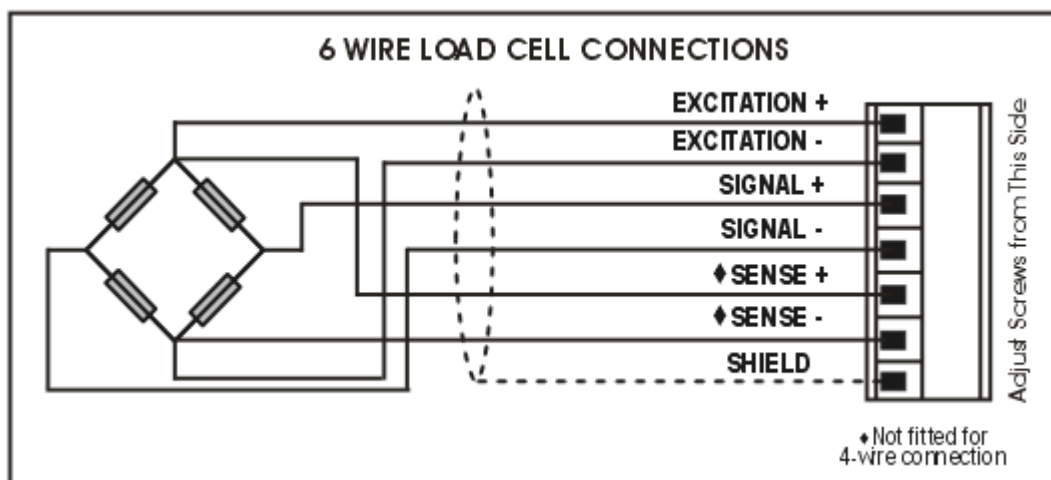 6 WIRE LOAD CELL CONNECTIONS
EXCITATION +
EXCITATION -
SIGNAL +
SIGNAL -
♦SENSE +
♦SENSE -
SHIELD
Adjust Screws from This Side
♦Not fitted for
4-wire connection